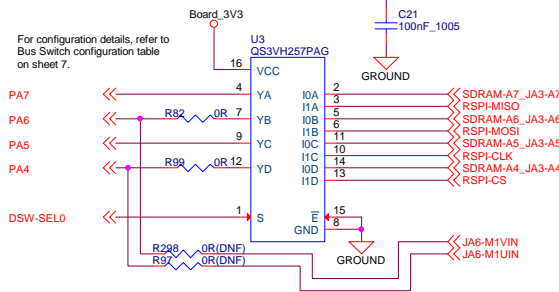 Board_3V3
C21
100nF_1005
For configuration details, refer to
Bus Switch configuration table
on sheet 7.
U3
QS3VH257PAG
GROUND
16 VCC
PA7 4 YA I0A 2 SDRAM-A7_JA3-A7
I1A 3 RSPI-MISO
PA6 R82 0R 7 YB I0B 5 SDRAM-A6_JA3-A6
I1B 6 RSPI-MOSI
PA5 9 YC I0C 11 SDRAM-A5_JA3-A5
I1C 10 RSPI-CLK
PA4 R99 0R 12 YD I0D 14 SDRAM-A4_JA3-A4
I1D 13 RSPI-CS
DSW-SEL0 1 S E 15
GND 8
R298 0R(DNF) JA6-M1VIN
R97 0R(DNF) JA6-M1UIN
GROUND